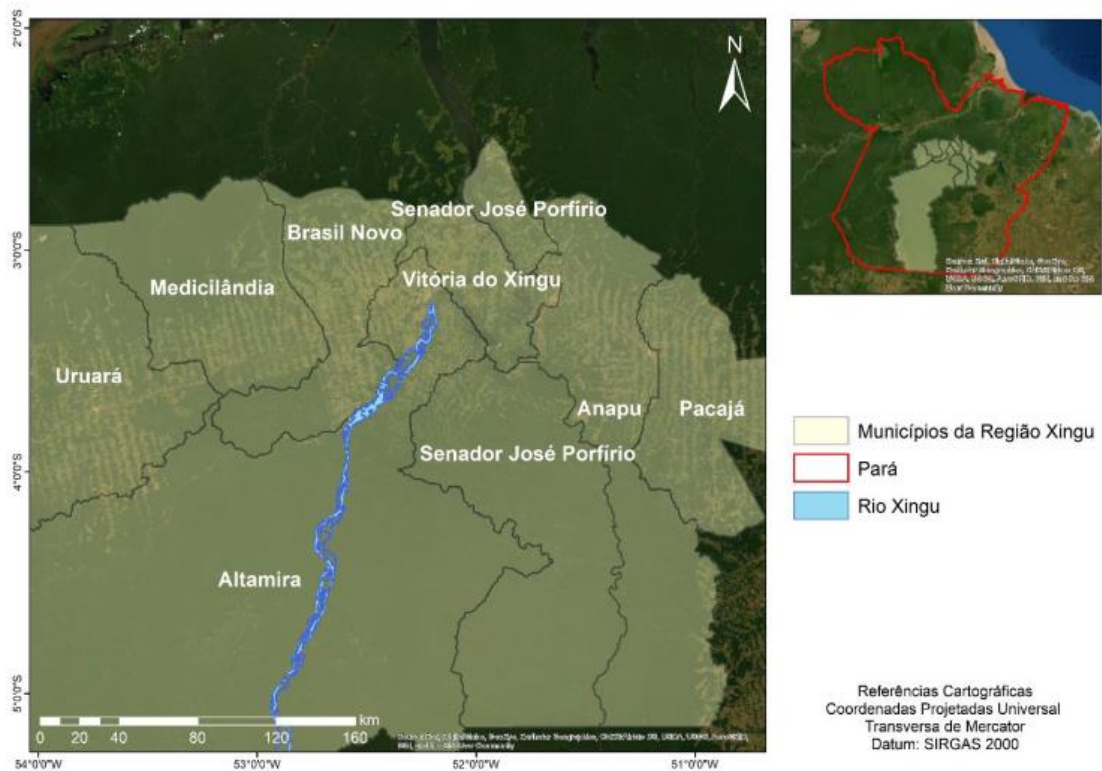 2°0'0"S
3°0'0"S
4°0'0"S
5°0'0"S
N
Senador José Porfírio
Brasil Novo
Vitória do Xingu
Medicilândia
Uruará
Anapu
Pacajá
Senador José Porfírio
Altamira
km
0 20 40 80 120 160
54°0'0"W
53°0'0"W
52°0'0"W
51°0'0"W
Municípios da Região Xingu
Pará
Rio Xingu
Referências Cartográficas
Coordenadas Projetadas Universal
Transversa de Mercator
Datum: SIRGAS 2000